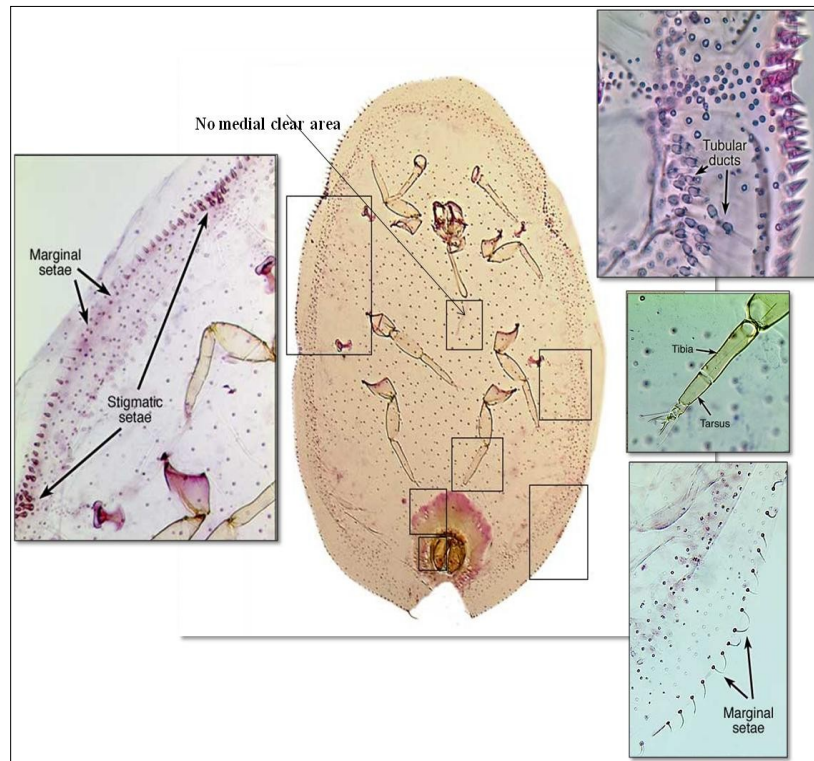 No medial clear area
Marginal
setae
Stigmatic
setae
Tubular
ducts
Tibia
Tarsus
Marginal
setae